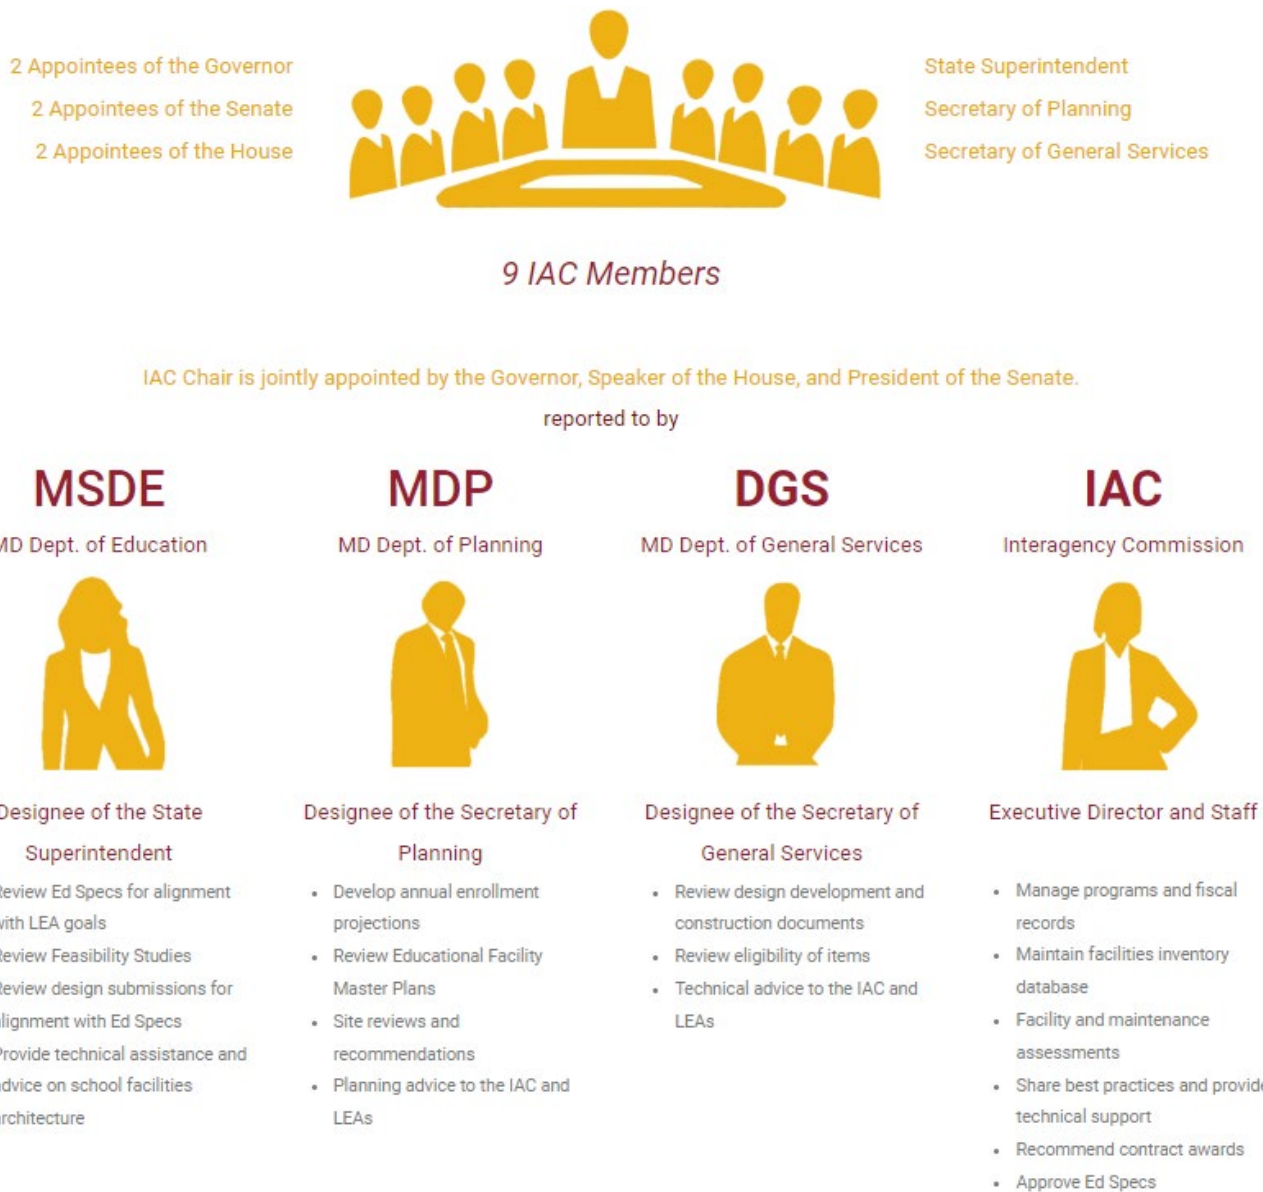 2 Appointees of the Governor
2 Appointees of the Senate
2 Appointees of the House
State Superintendent
Secretary of Planning
Secretary of General Services
9 IAC Members
IAC Chair is jointly appointed by the Governor, Speaker of the House, and President of the Senate.
reported to by
MSDE
MD Dept. of Education
Designee of the State
Superintendent
Review Ed Specs for alignment
with LEA goals
Review Feasibility Studies
Review design submissions for
alignment with Ed Specs
Provide technical assistance and
advice on school facilities
architecture
MDP
MD Dept. of Planning
Designee of the Secretary of
Planning
• Develop annual enrollment
projections
• Review Educational Facility
Master Plans
• Site reviews and
recommendations
• Planning advice to the IAC and
LEAs
DGS
MD Dept. of General Services
Designee of the Secretary of
General Services
• Review design development and
construction documents
• Review eligibility of items
• Technical advice to the IAC and
LEAs
IAC
Interagency Commission
Executive Director and Staff
• Manage programs and fiscal
records
• Maintain facilities inventory
database
• Facility and maintenance
assessments
• Share best practices and provide
technical support
• Recommend contract awards
• Approve Ed Specs